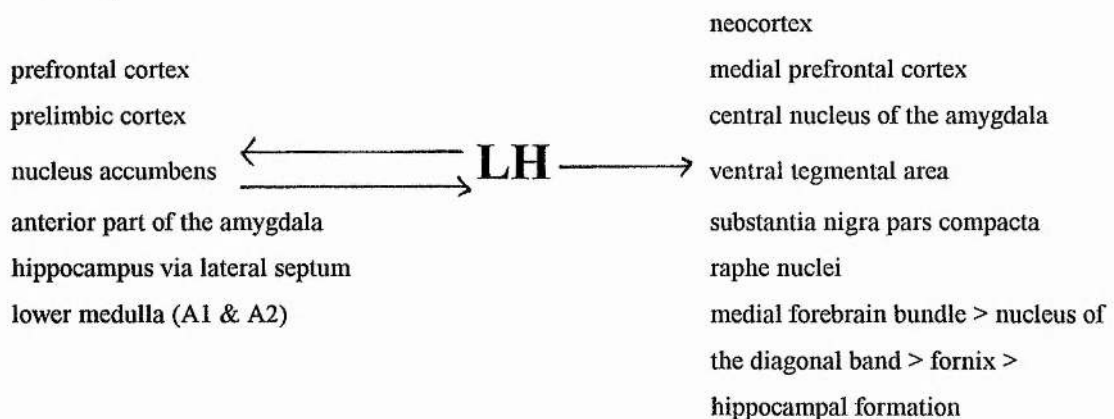 prefrontal cortex
prelimbic cortex
nucleus accumbens
anterior part of the amygdala
hippocampus via lateral septum
lower medulla (A1 & A2)
LH
neocortex
medial prefrontal cortex
central nucleus of the amygdala
ventral tegmental area
substantia nigra pars compacta
raphe nuclei
medial forebrain bundle > nucleus of
the diagonal band > fornix >
hippocampal formation